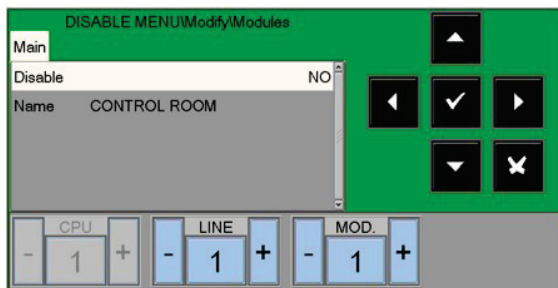 DISABLE MENU\Modify\Modules
Main
Disable NO
Name CONTROL ROOM
CPU LINE MOD.
- 1 + - 1 + - 1 +